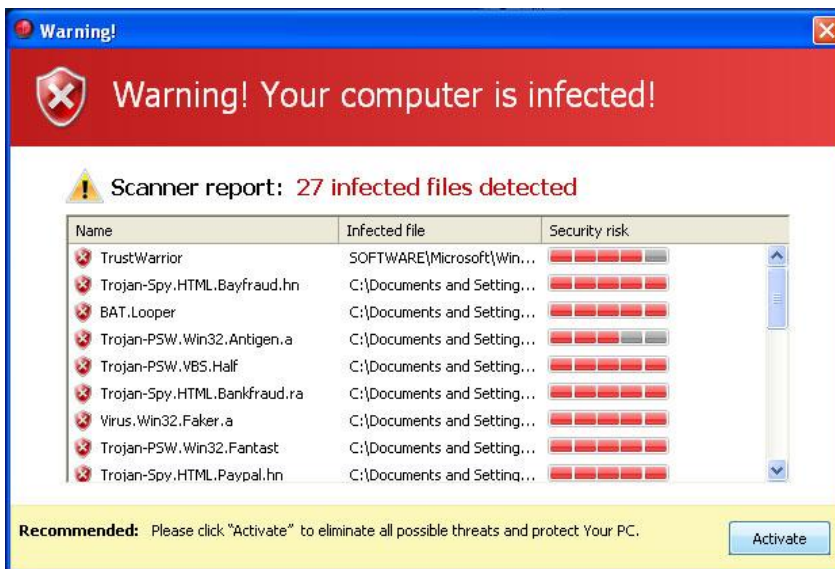 Warning!
Warning! Your computer is infected!
Scanner report: 27 infected files detected
Name Infected file Security risk
TrustWarrior SOFTWARE\Microsoft\Win...
Trojan-Spy.HTML.Bayfraud.hn C:\Documents and Setting...
BAT.Looper C:\Documents and Setting...
Trojan-PSW.Win32.Antigen.a C:\Documents and Setting...
Trojan-PSW.VBS.Half C:\Documents and Setting...
Trojan-Spy.HTML.Bankfraud.ra C:\Documents and Setting...
Virus.Win32.Faker.a C:\Documents and Setting...
Trojan-PSW.Win32.Fantast C:\Documents and Setting...
Trojan-Spy.HTML.Paypal.hn C:\Documents and Setting...
Recommended: Please click "Activate" to eliminate all possible threats and protect Your PC.
Activate